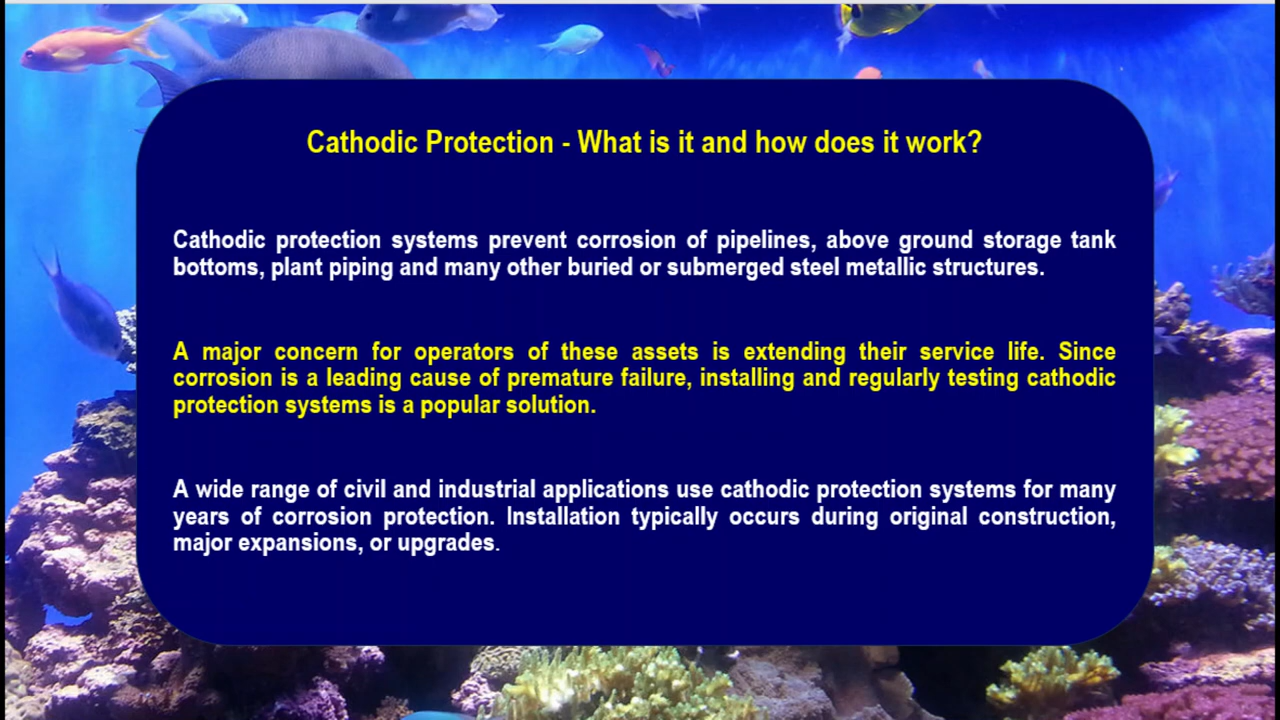 Cathodic Protection - What is it and how does it work?
Cathodic protection systems prevent corrosion of pipelines, above ground storage tank
bottoms, plant piping and many other buried or submerged steel metallic structures.
A major concern for operators of these assets is extending their service life. Since
corrosion is a leading cause of premature failure, installing and regularly testing cathodic
protection systems is a popular solution.
A wide range of civil and industrial applications use cathodic protection systems for many
years of corrosion protection. Installation typically occurs during original construction,
major expansions, or upgrades.